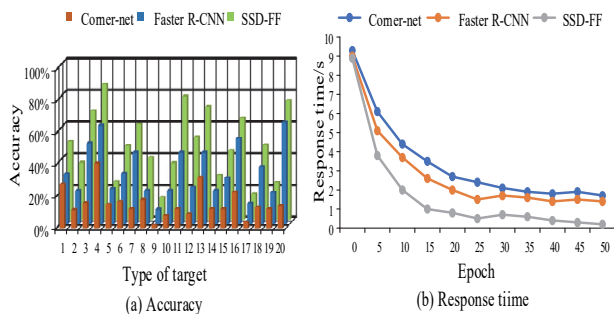 Comer-net Faster R-CNN SSD-FF
100%
80%
60%
40%
20%
0%
Accuracy
1 2 3 4 5 6 7 8 9 10 11 12 13 14 15 16 17 18 19 20
Type of target
(a) Accuracy
Comer-net Faster R-CNN SSD-FF
10
9
8
7
6
5
4
3
2
1
0
Response time/s
0 5 10 15 20 25 30 35 40 45 50
Epoch
(b) Response tiime